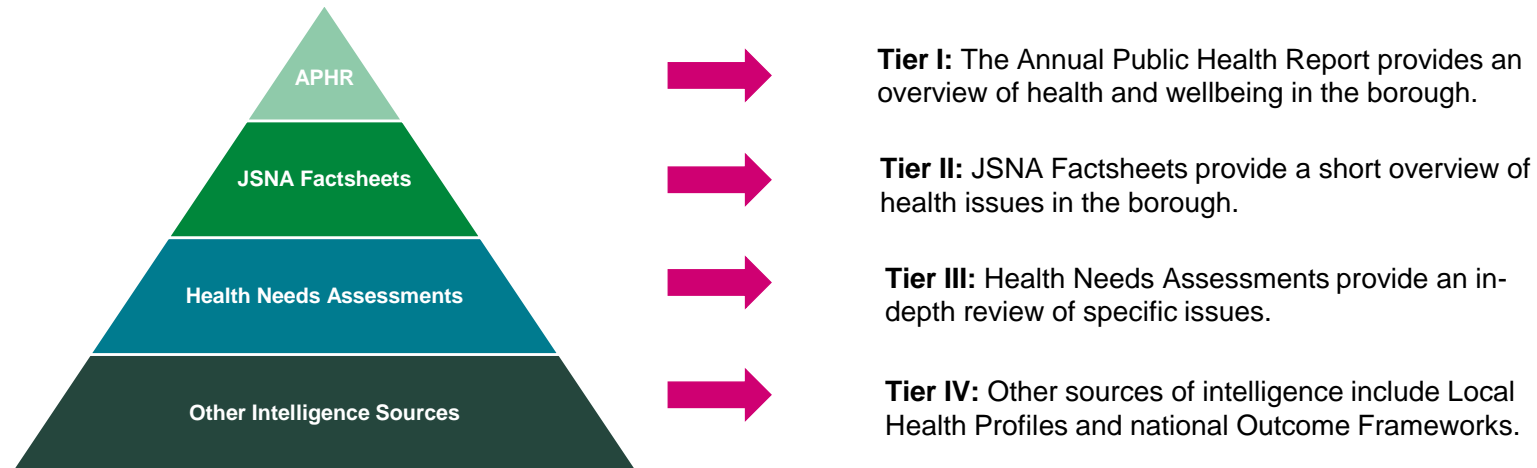 APHR
Tier I: The Annual Public Health Report provides an
overview of health and wellbeing in the borough.
JSNA Factsheets
Tier II: JSNA Factsheets provide a short overview of
health issues in the borough.
Health Needs Assessments
Tier III: Health Needs Assessments provide an in-
depth review of specific issues.
Other Intelligence Sources
Tier IV: Other sources of intelligence include Local
Health Profiles and national Outcome Frameworks.